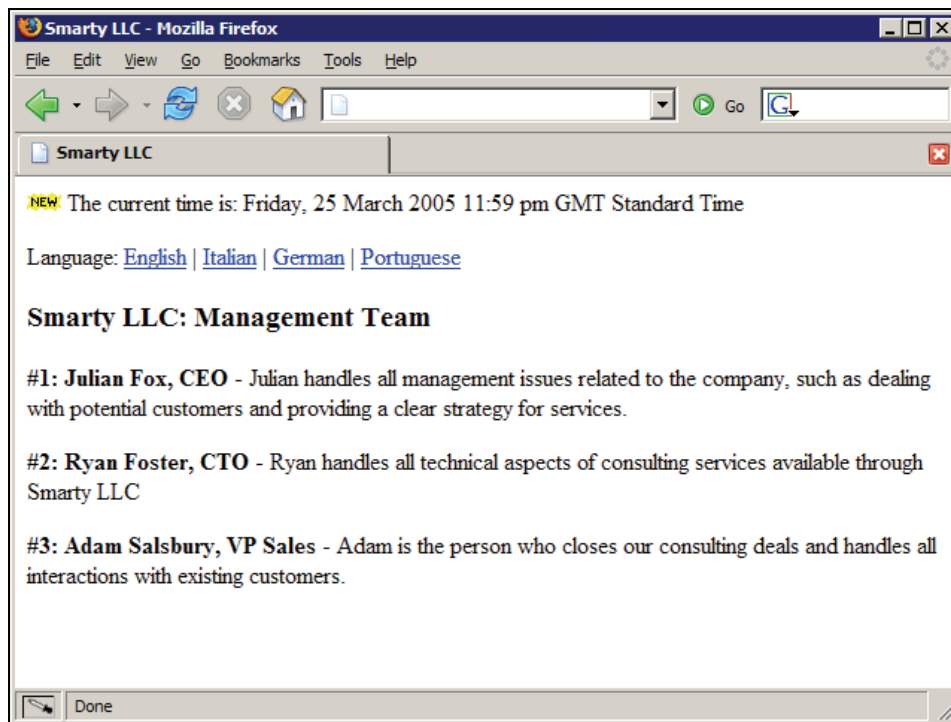 Smarty LLC - Mozilla Firefox
File Edit View Go Bookmarks Tools Help
Go G
Smarty LLC
NEW The current time is: Friday, 25 March 2005 11:59 pm GMT Standard Time
Language: English | Italian | German | Portuguese
Smarty LLC: Management Team
#1: Julian Fox, CEO - Julian handles all management issues related to the company, such as dealing
with potential customers and providing a clear strategy for services.
#2: Ryan Foster, CTO - Ryan handles all technical aspects of consulting services available through
Smarty LLC
#3: Adam Salsbury, VP Sales - Adam is the person who closes our consulting deals and handles all
interactions with existing customers.
Done